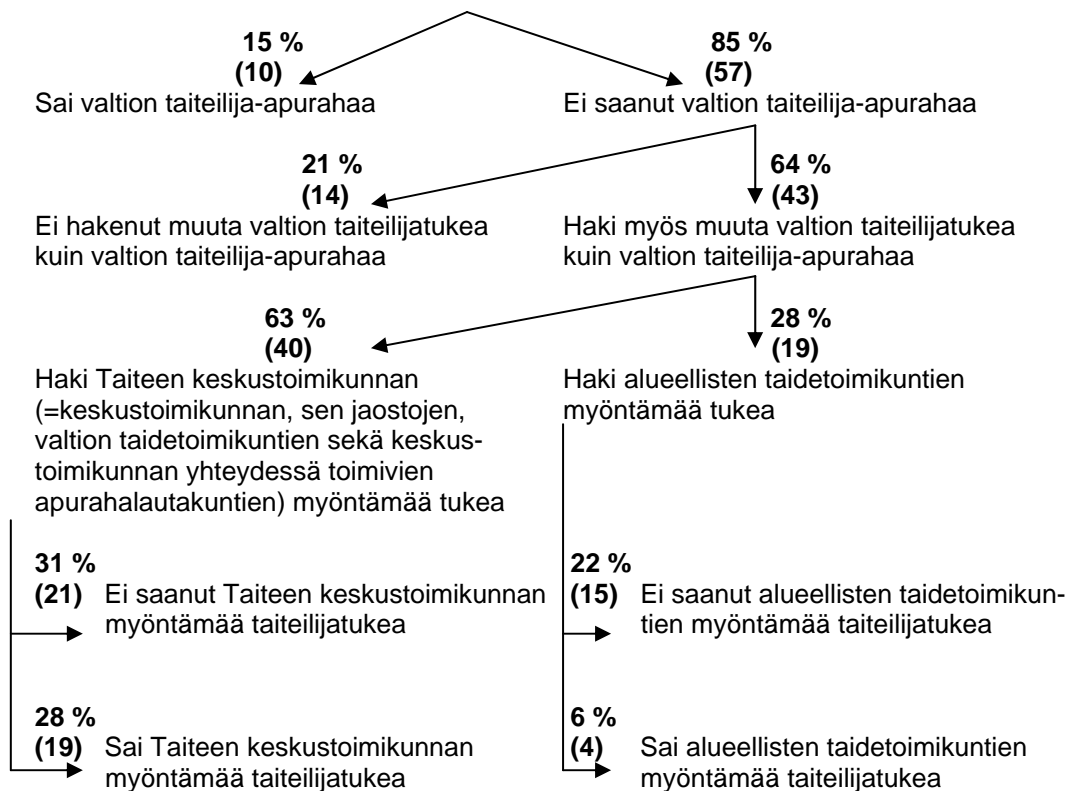 15 %
(10)
Sai valtion taiteilija-apurahaa
85 %
(57)
Ei saanut valtion taiteilija-apurahaa
21 %
(14)
Ei hakenut muuta valtion taiteilijatukea
kuin valtion taiteilija-apurahaa
64 %
(43)
Haki myös muuta valtion taiteilijatukea
kuin valtion taiteilija-apurahaa
63 %
(40)
Haki Taiteen keskustoimikunnan
(=keskustoimikunnan, sen jaostojen,
valtion taidetoimikuntien sekä keskus-
toimikunnan yhteydessä toimivien
apurahalautakuntien) myöntämää tukea
28 %
(19)
Haki alueellisten taidetoimikuntien
myöntämää tukea
31 %
(21) Ei saanut Taiteen keskustoimikunnan
myöntämää taiteilijatukea
22 %
(15) Ei saanut alueellisten taidetoimikun-
tien myöntämää taiteilijatukea
28 %
(19) Sai Taiteen keskustoimikunnan
myöntämää taiteilijatukea
6 %
(4) Sai alueellisten taidetoimikuntien
myöntämää taiteilijatukea